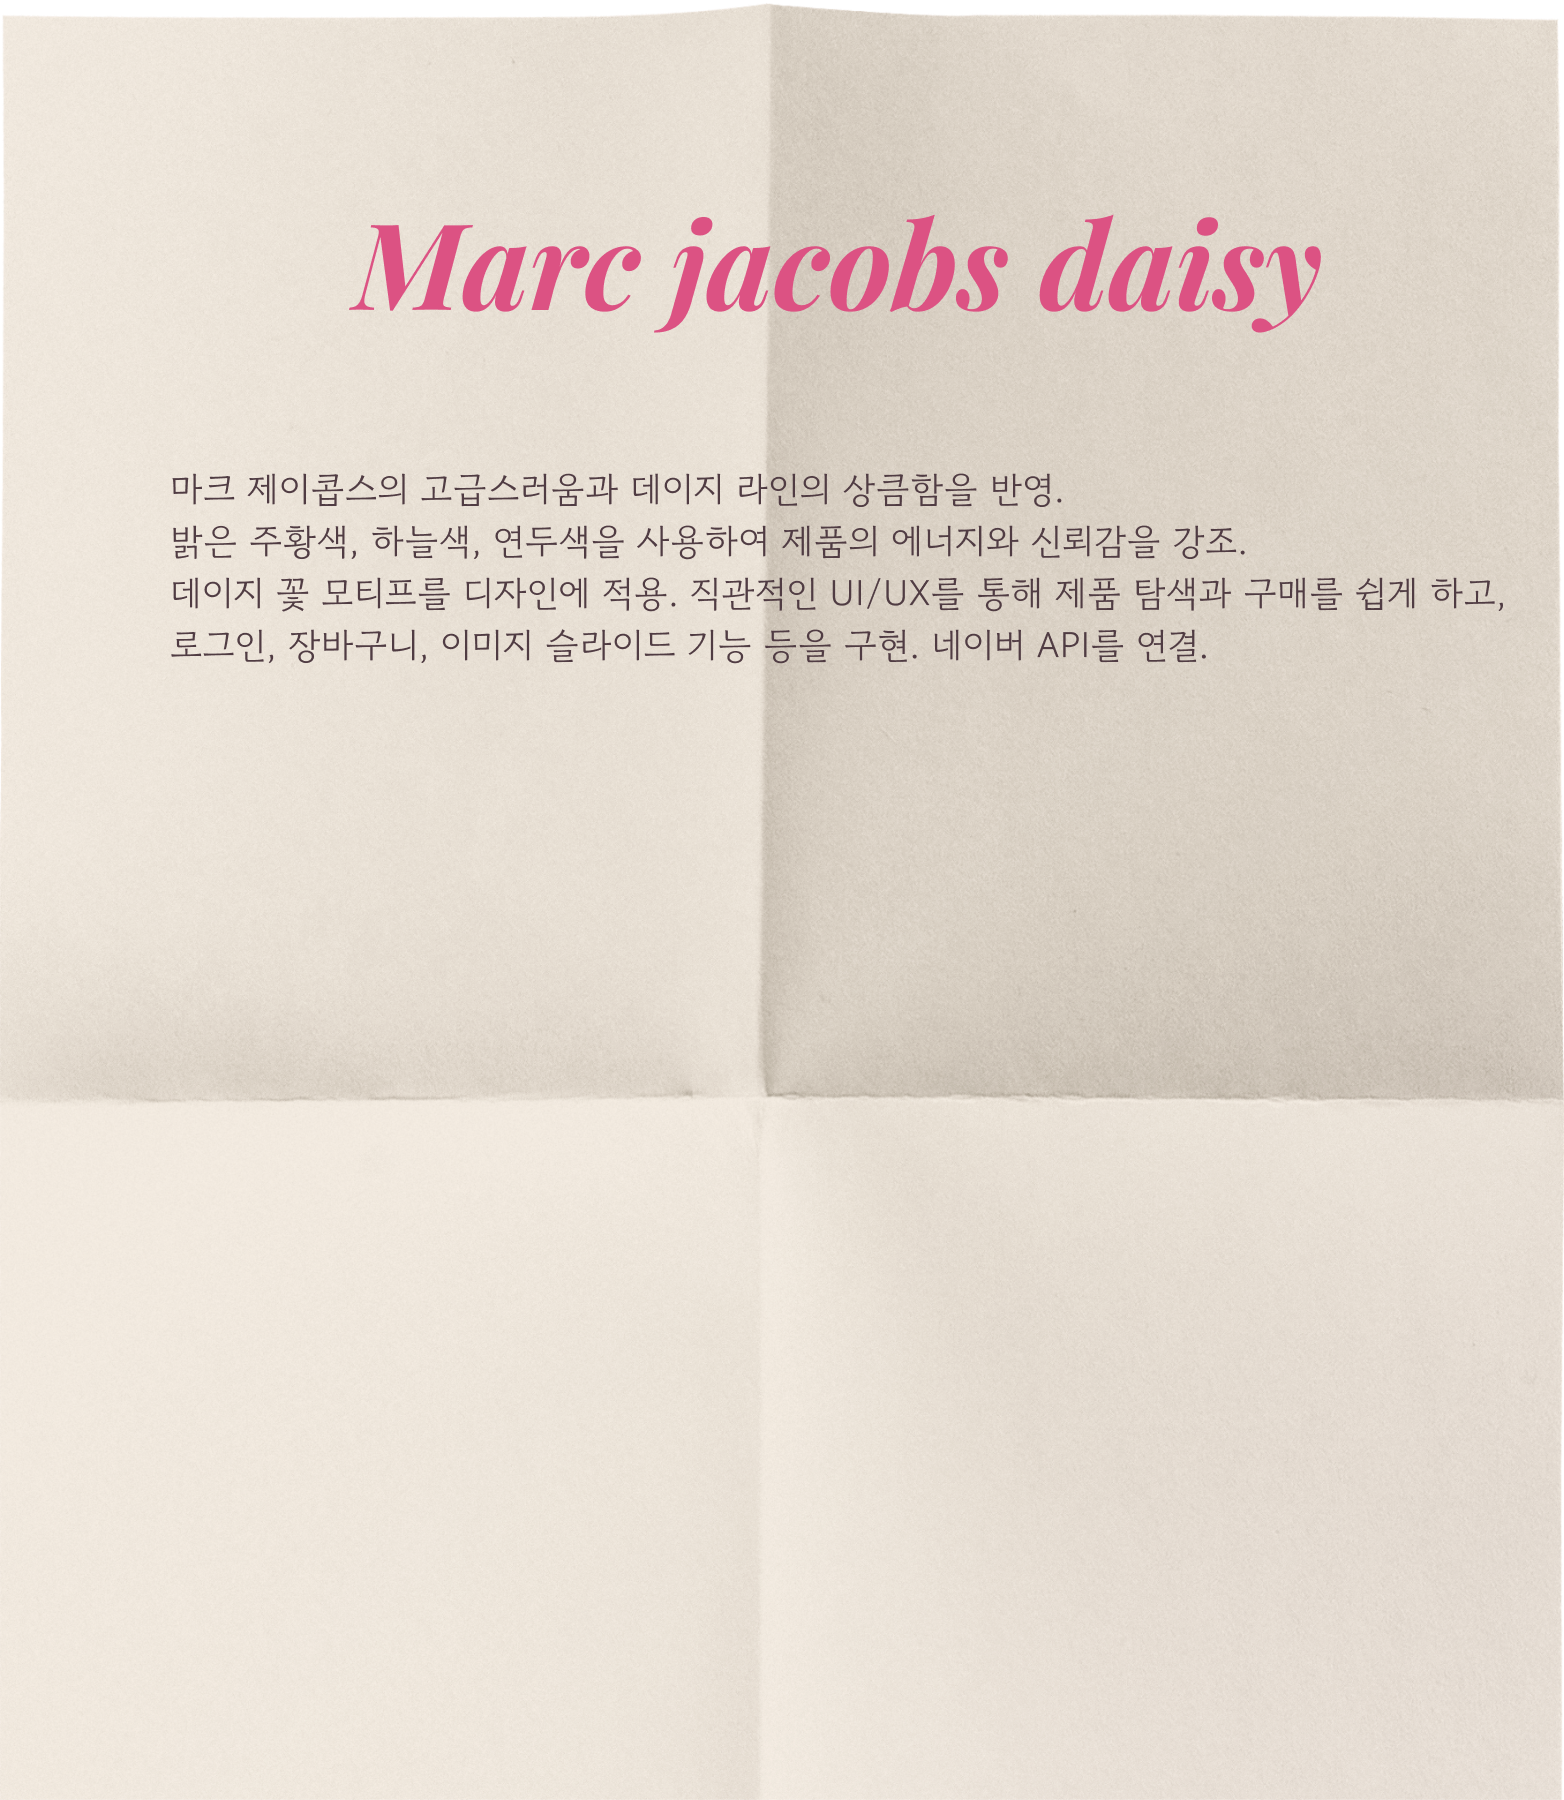 Marc jacobs daisy
마크 제이콥스의 고급스러움과 데이지 라인의 상큼함을 반영.
밝은 주황색, 하늘색, 연두색을 사용하여 제품의 에너지와 신뢰감을 강조.
데이지 꽃 모티프를 디자인에 적용. 직관적인 UI/UX를 통해 제품 탐색과 구매를 쉽게 하고,
로그인, 장바구니, 이미지 슬라이드 기능 등을 구현. 네이버 API를 연결.